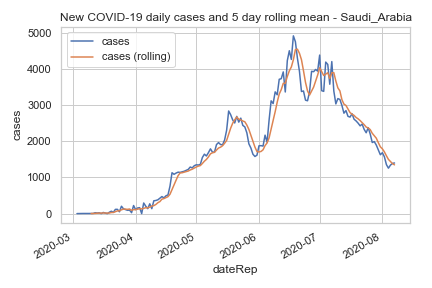 New COVID-19 daily cases and 5 day rolling mean - Saudi_Arabia
cases
cases (rolling)
5000
4000
3000
2000
1000
0
cases
2020-03
2020-04
2020-05
2020-06
2020-07
2020-08
dateRep